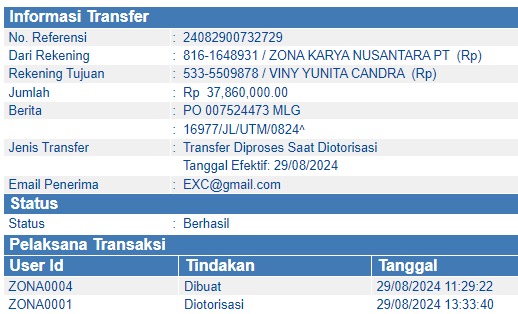 Informasi Transfer
No. Referensi : 24082900732729
Dari Rekening : 816-1648931 / ZONA KARYA NUSANTARA PT (Rp)
Rekening Tujuan : 533-5509878 / VINY YUNITA CANDRA (Rp)
Jumlah : Rp 37,860,000.00
Berita : PO 007524473 MLG
: 16977/JL/UTM/0824^
Jenis Transfer : Transfer Diproses Saat Diotorisasi
Tanggal Efektif: 29/08/2024
Email Penerima : EXC@gmail.com
Status
Status : Berhasil
Pelaksana Transaksi
User Id Tindakan Tanggal
ZONA0004 Dibuat 29/08/2024 11:29:22
ZONA0001 Diotorisasi 29/08/2024 13:33:40